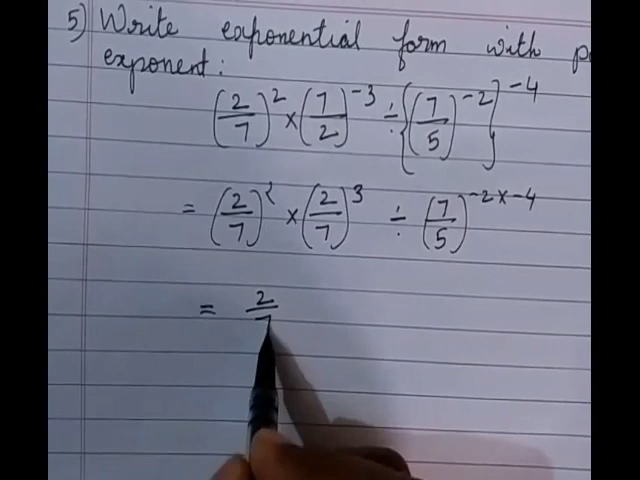 5) Write exponential form with p
exponent:
(2/7)^2 × (7/2)^-3 ÷ {(7/5)^-2}^-4
= (2/7)^2 × (2/7)^3 ÷ (7/5)^-2×-4
= 2/7